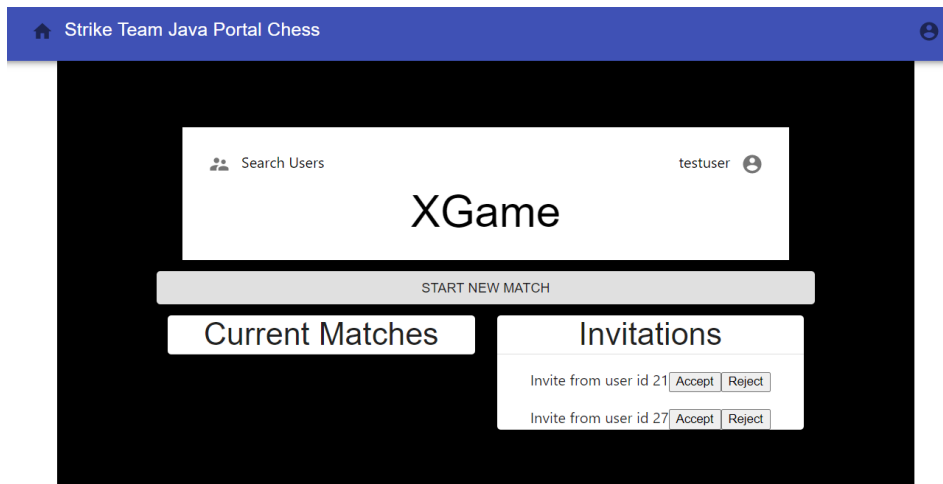 Strike Team Java Portal Chess
Search Users
testuser
XGame
START NEW MATCH
Current Matches
Invitations
Invite from user id 21 Accept Reject
Invite from user id 27 Accept Reject